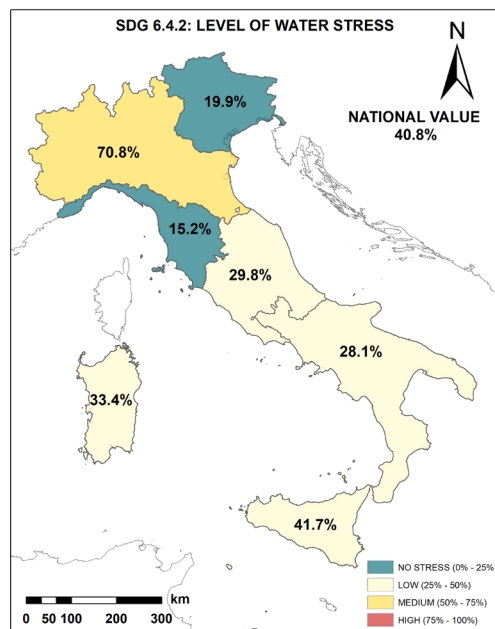 SDG 6.4.2: LEVEL OF WATER STRESS
N
19.9%
NATIONAL VALUE
40.8%
70.8%
15.2%
29.8%
28.1%
33.4%
41.7%
NO STRESS (0% - 25%
LOW (25% - 50%)
MEDIUM (50% - 75%)
HIGH (75% - 100%)
km
0 50 100 200 300